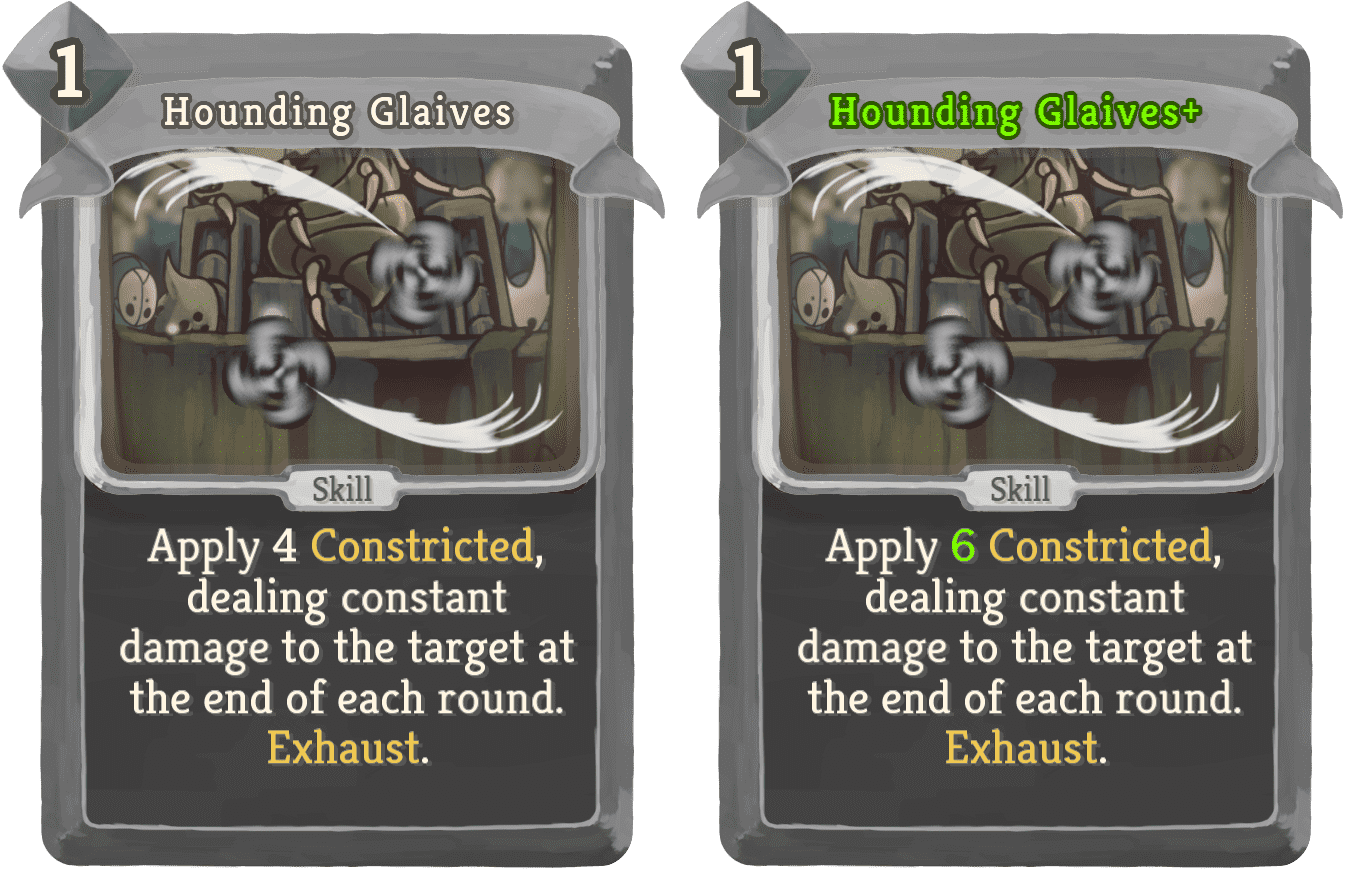 1
Hounding Glaives
Skill
Apply 4 Constricted,
dealing constant
damage to the target at
the end of each round.
Exhaust.
1
Hounding Glaives+
Skill
Apply 6 Constricted,
dealing constant
damage to the target at
the end of each round.
Exhaust.